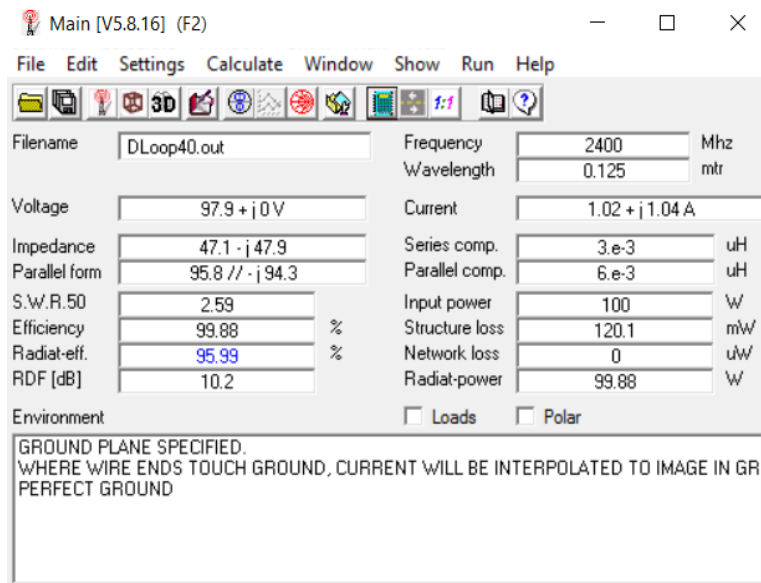 Main [V5.8.16] (F2)
File Edit Settings Calculate Window Show Run Help
3D 1:1
Filename DLoop40.out Frequency 2400 Mhz
Wavelength 0.125 mtr
Voltage 97.9 + j 0 V Current 1.02 + j 1.04 A
Impedance 47.1 - j 47.9 Series comp. 3.e-3 uH
Parallel form 95.8 // - j 94.3 Parallel comp. 6.e-3 uH
S.W.R.50 2.59 Input power 100 W
Efficiency 99.88 % Structure loss 120.1 mW
Radiat-eff. 95.99 % Network loss 0 uW
RDF [dB] 10.2 Radiat-power 99.88 W
Environment Loads Polar
GROUND PLANE SPECIFIED.
WHERE WIRE ENDS TOUCH GROUND, CURRENT WILL BE INTERPOLATED TO IMAGE IN GR
PERFECT GROUND